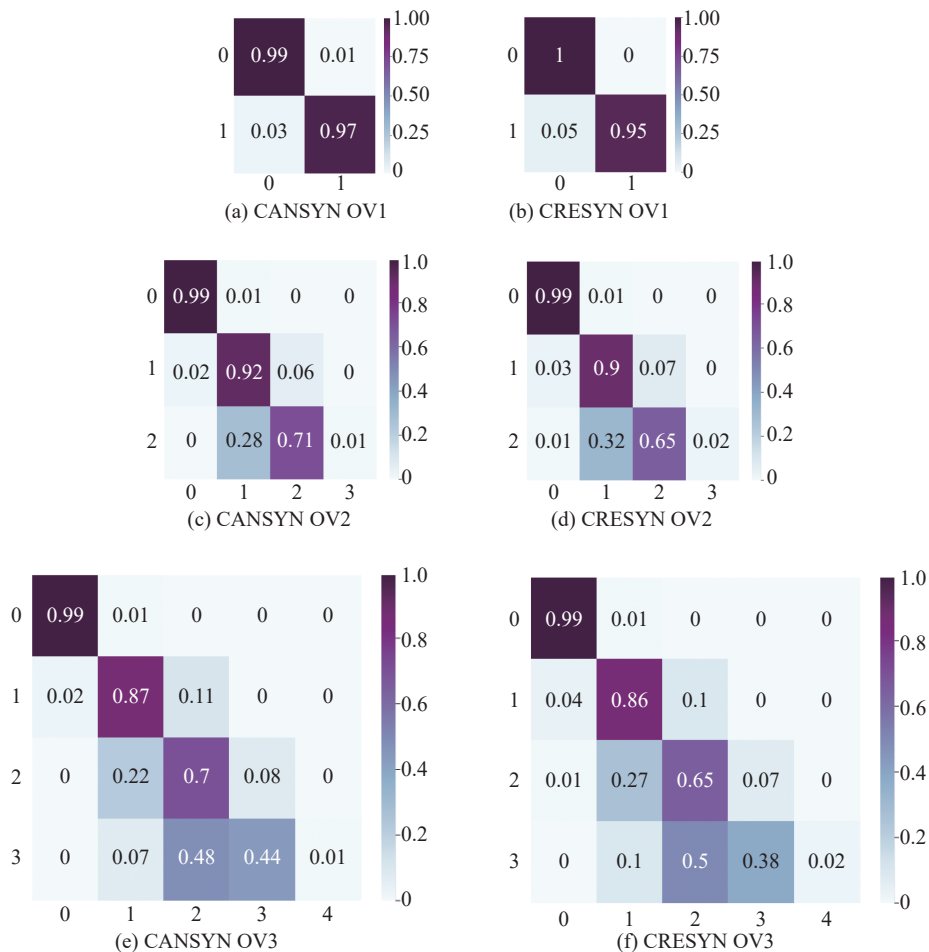 1.00
0 0.99 0.01 0.75
0.50
1 0.03 0.97 0.25
0
0 1
(a) CANSYN OV1
1.00
0 1 0 0.75
0.50
1 0.05 0.95 0.25
0
0 1
(b) CRESYN OV1
1.0
0 0.99 0.01 0 0 0.8
0.6
1 0.02 0.92 0.06 0 0.4
2 0 0.28 0.71 0.01 0.2
0
0 1 2 3
(c) CANSYN OV2
1.0
0 0.99 0.01 0 0 0.8
0.6
1 0.03 0.9 0.07 0 0.4
2 0.01 0.32 0.65 0.02 0.2
0
0 1 2 3
(d) CRESYN OV2
1.0
0 0.99 0.01 0 0 0
0.8
1 0.02 0.87 0.11 0 0 0.6
2 0 0.22 0.7 0.08 0 0.4
0.2
3 0 0.07 0.48 0.44 0.01
0
0 1 2 3 4
(e) CANSYN OV3
1.0
0 0.99 0.01 0 0 0
0.8
1 0.04 0.86 0.1 0 0 0.6
2 0.01 0.27 0.65 0.07 0 0.4
0.2
3 0 0.1 0.5 0.38 0.02
0
0 1 2 3 4
(f) CRESYN OV3